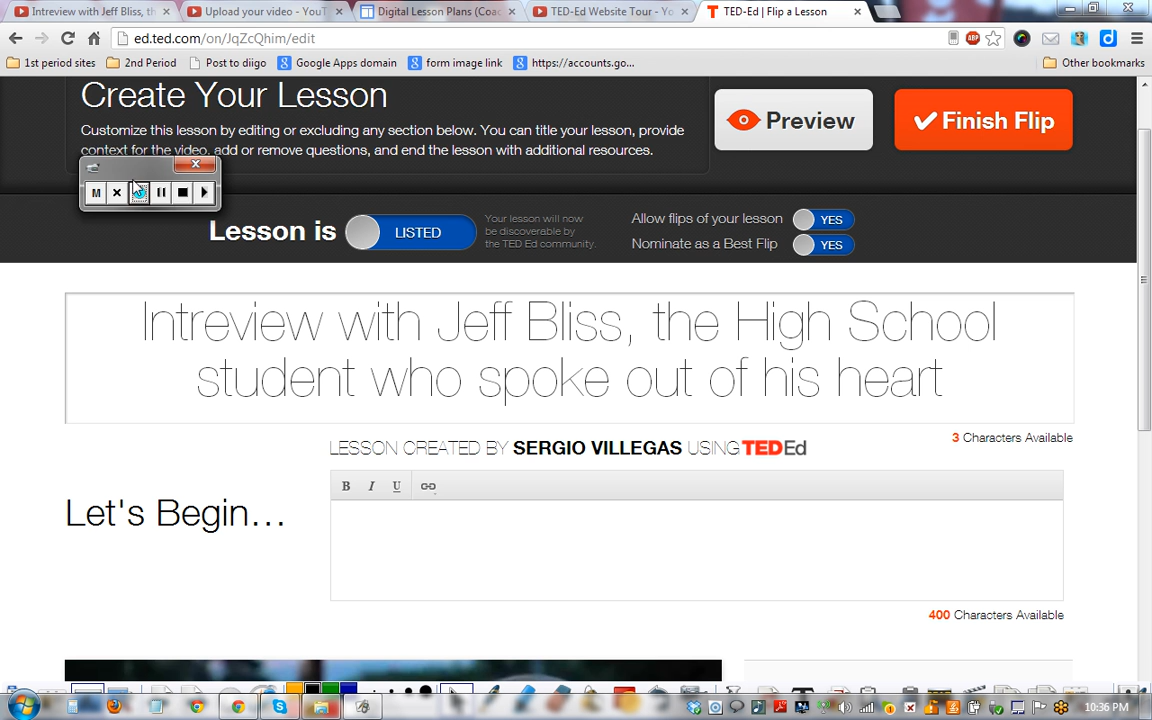 Intreview with Jeff Bliss, th
Upload your video - YouT
Digital Lesson Plans (Coac
TED-Ed Website Tour - Yo
TED-Ed | Flip a Lesson
ed.ted.com/on/JqZcQhim/edit
ABP
1st period sites
2nd Period
Post to diigo
Google Apps domain
form image link
https://accounts.go...
Other bookmarks
Create Your Lesson
Customize this lesson by editing or excluding any section below. You can title your lesson, provide
context for the video, add or remove questions, and end the lesson with additional resources.
Preview
Finish Flip
M
Lesson is
LISTED
Your lesson will now
be discoverable by
the TED Ed community.
Allow flips of your lesson
YES
Nominate as a Best Flip
YES
Intreview with Jeff Bliss, the High School
student who spoke out of his heart
3 Characters Available
LESSON CREATED BY SERGIO VILLEGAS USING TEDEd
Let's Begin...
B I U
400 Characters Available
10:36 PM